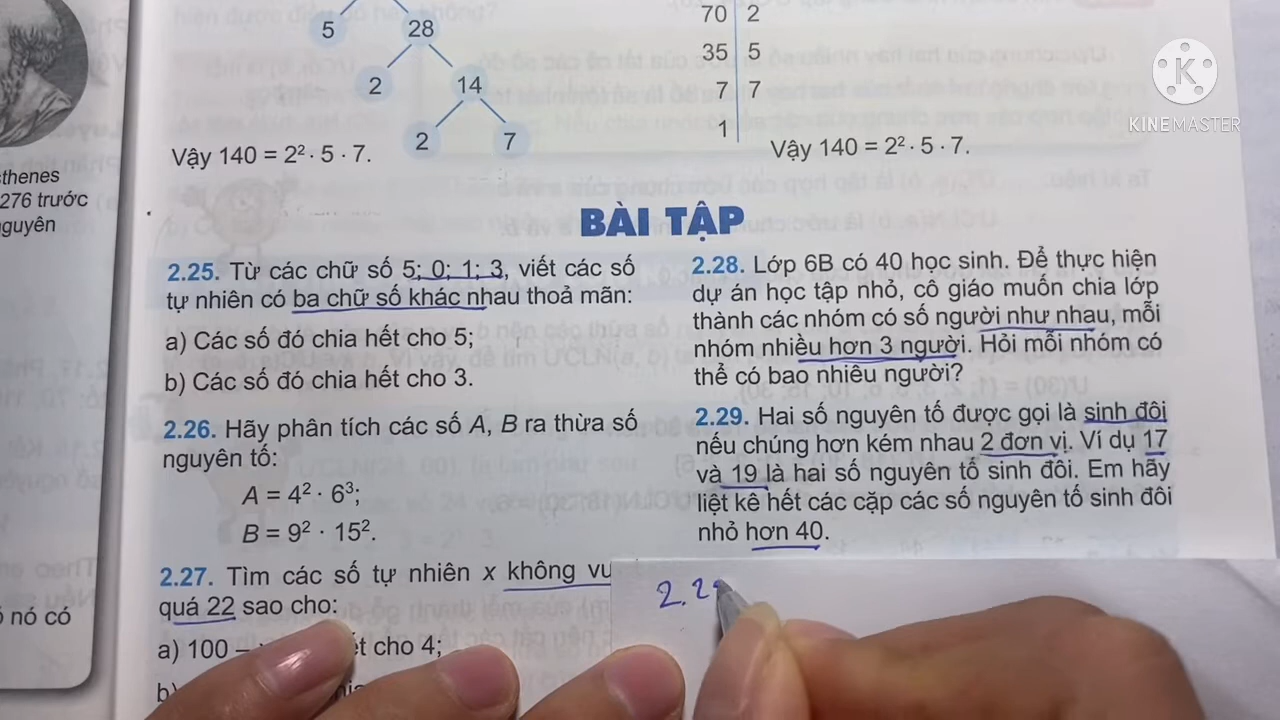 5 28
2 14
2 7
Vậy 140 = 2² · 5 · 7.
70 2
35 5
7 7
1
Vậy 140 = 2² · 5 · 7.
KINEMASTER
thenes
276 trước
guyên
nó có
BÀI TẬP
2.25. Từ các chữ số 5; 0; 1; 3, viết các số
tự nhiên có ba chữ số khác nhau thoả mãn:
a) Các số đó chia hết cho 5;
b) Các số đó chia hết cho 3.
2.26. Hãy phân tích các số A, B ra thừa số
nguyên tố:
A = 4² · 6³;
B = 9² · 15².
2.27. Tìm các số tự nhiên x không vư
quá 22 sao cho:
a) 100 – ết cho 4;
b)
2.28. Lớp 6B có 40 học sinh. Để thực hiện
dự án học tập nhỏ, cô giáo muốn chia lớp
thành các nhóm có số người như nhau, mỗi
nhóm nhiều hơn 3 người. Hỏi mỗi nhóm có
thể có bao nhiêu người?
2.29. Hai số nguyên tố được gọi là sinh đôi
nếu chúng hơn kém nhau 2 đơn vị. Ví dụ 17
và 19 là hai số nguyên tố sinh đôi. Em hãy
liệt kê hết các cặp các số nguyên tố sinh đôi
nhỏ hơn 40.